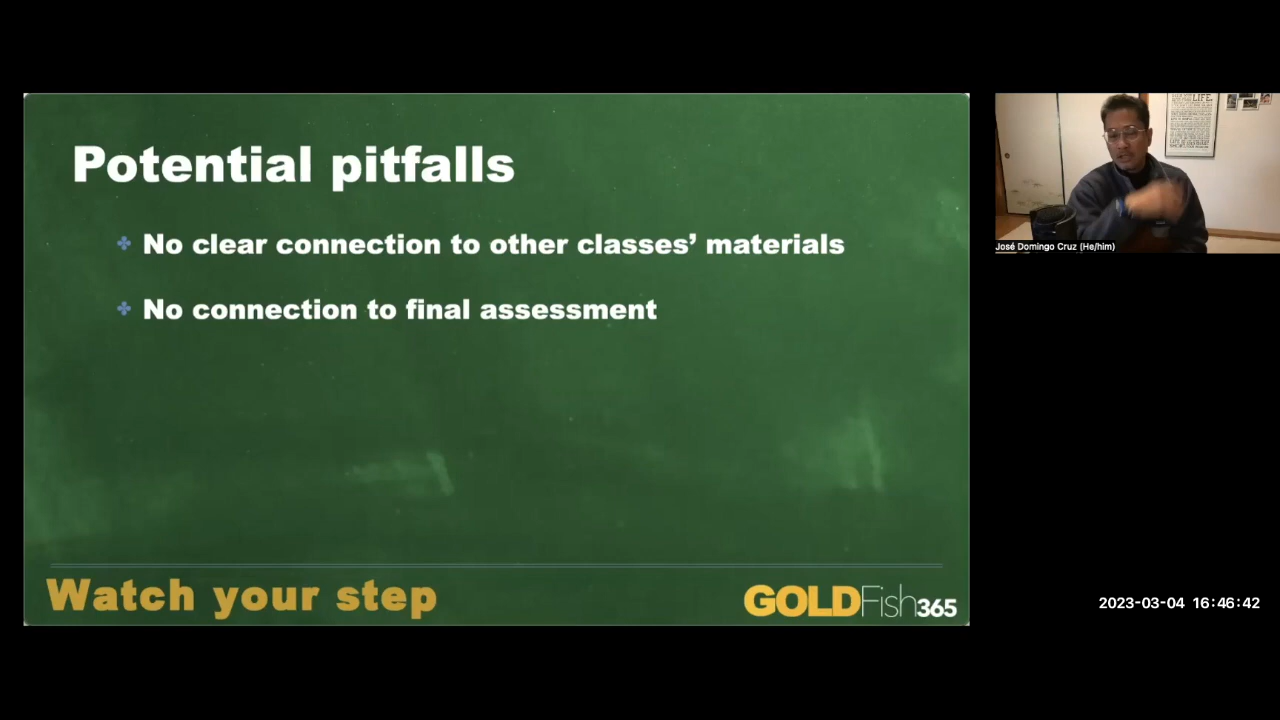 Potential pitfalls
No clear connection to other classes’ materials
No connection to final assessment
Watch your step
GOLDFish365
LIFE.
José Domingo Cruz (He/him)
2023-03-04 16:46:42